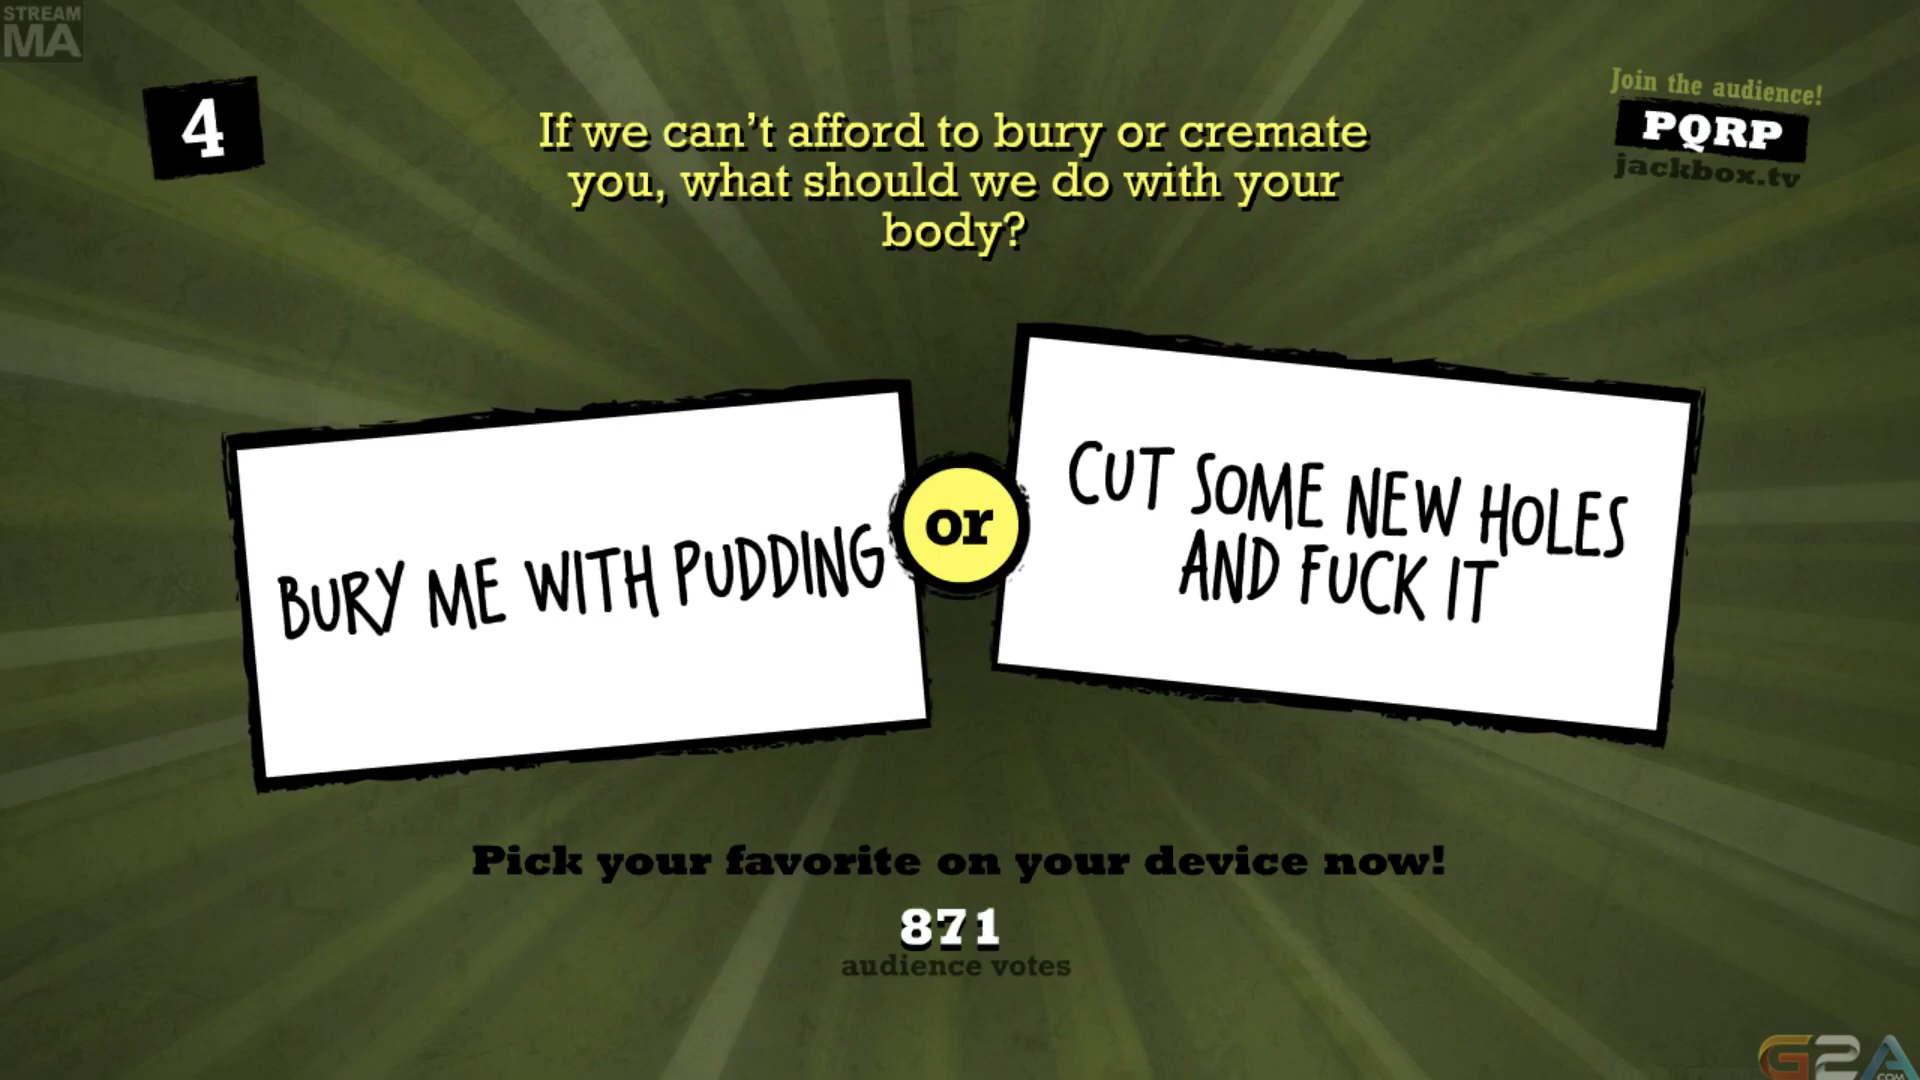 STREAM
MA
4
If we can't afford to bury or cremate
you, what should we do with your
body?
Join the audience!
PQRP
jackbox.tv
BURY ME WITH PUDDING
or
CUT SOME NEW HOLES
AND FUCK IT
Pick your favorite on your device now!
871
audience votes
G2A
.COM